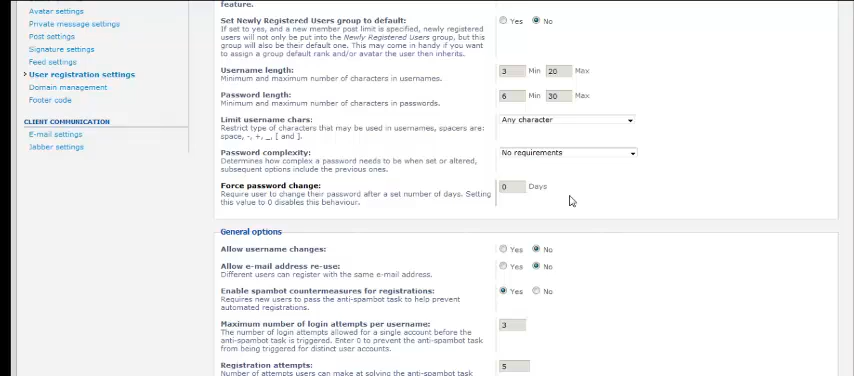 Avatar settings
Private message settings
Post settings
Signature settings
Feed settings
User registration settings
Domain management
Footer code
CLIENT COMMUNICATION
E-mail settings
Jabber settings
feature.
Set Newly Registered Users group to default:
If set to yes, and a new member post limit is specified, newly registered
users will not only be put into the Newly Registered Users group, but this
group will also be their default one. This may come in handy if you want
to assign a group default rank and/or avatar the user then inherits.
Yes No
Username length:
Minimum and maximum number of characters in usernames.
3 Min 20 Max
Password length:
Minimum and maximum number of characters in passwords.
6 Min 30 Max
Limit username chars:
Restrict type of characters that may be used in usernames, spacers are:
space, -, +, _, [ and ].
Any character
Password complexity:
Determines how complex a password needs to be when set or altered,
subsequent options include the previous ones.
No requirements
Force password change:
Require user to change their password after a set number of days. Setting
this value to 0 disables this behaviour.
0 Days
General options
Allow username changes:
Yes No
Allow e-mail address re-use:
Different users can register with the same e-mail address.
Yes No
Enable spambot countermeasures for registrations:
Requires new users to pass the anti-spambot task to help prevent
automated registrations.
Yes No
Maximum number of login attempts per username:
The number of login attempts allowed for a single account before the
anti-spambot task is triggered. Enter 0 to prevent the anti-spambot task
from being triggered for distinct user accounts.
3
Registration attempts:
Number of attempts users can make at solving the anti-spambot task
5